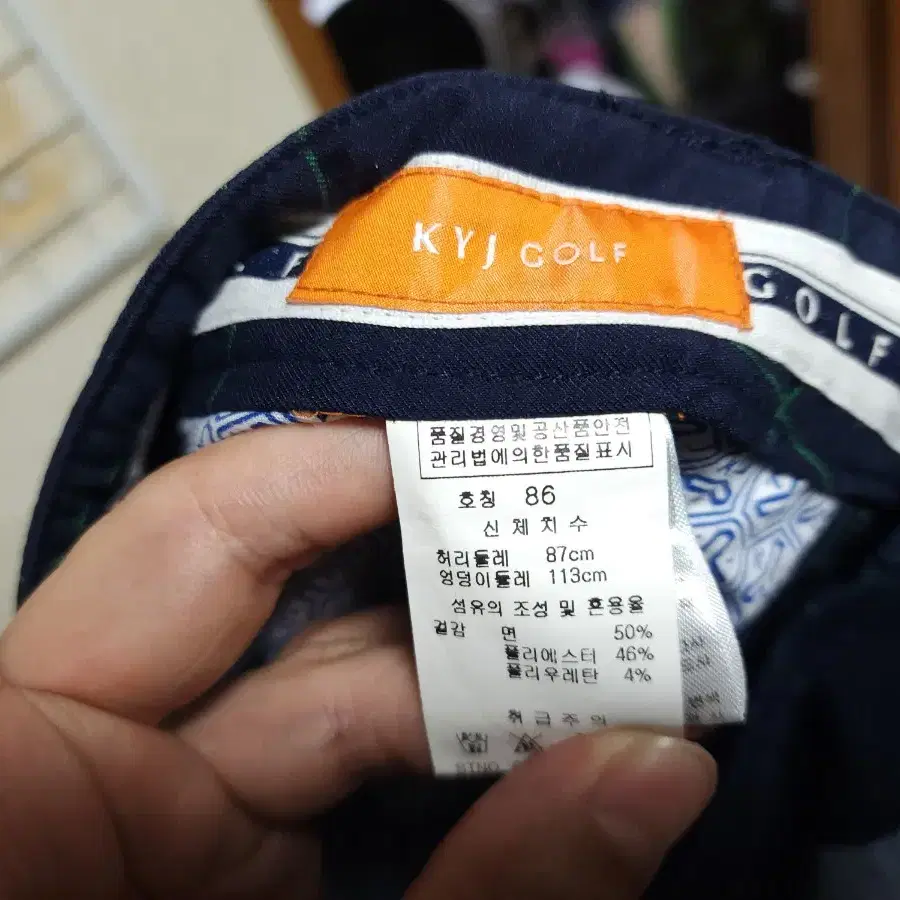 KYJ GOLF
GOLF
품질경영및공산품안전
관리법에의한품질표시
호칭 86
신체치수
허리둘레 87cm
엉덩이둘레 113cm
섬유의 조성 및 혼용율
겉감 면 50%
폴리에스터 46%
폴리우레탄 4%
취급주의